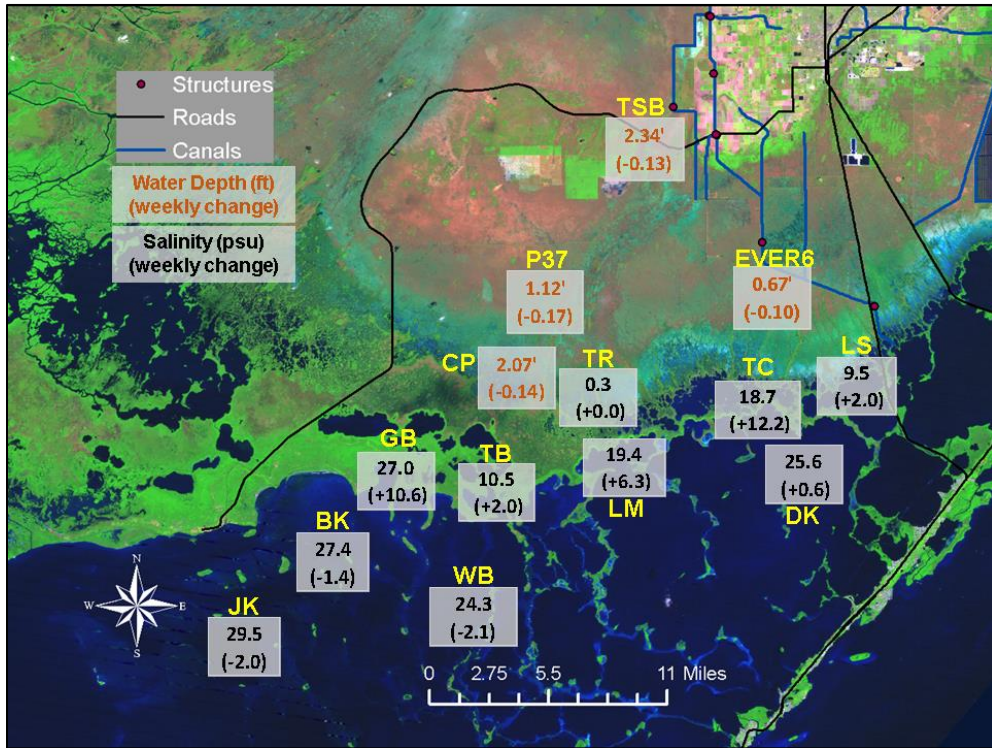 Structures
Roads
Canals
Water Depth (ft)
(weekly change)
Salinity (psu)
(weekly change)
TSB
2.34'
(-0.13)
P37
1.12'
(-0.17)
EVER6
0.67'
(-0.10)
CP
2.07'
(-0.14)
TR
0.3
(+0.0)
TC
18.7
(+12.2)
LS
9.5
(+2.0)
GB
27.0
(+10.6)
TB
10.5
(+2.0)
19.4
(+6.3)
LM
25.6
(+0.6)
DK
BK
27.4
(-1.4)
WB
24.3
(-2.1)
JK
29.5
(-2.0)
N
W E
S
0 2.75 5.5 11 Miles